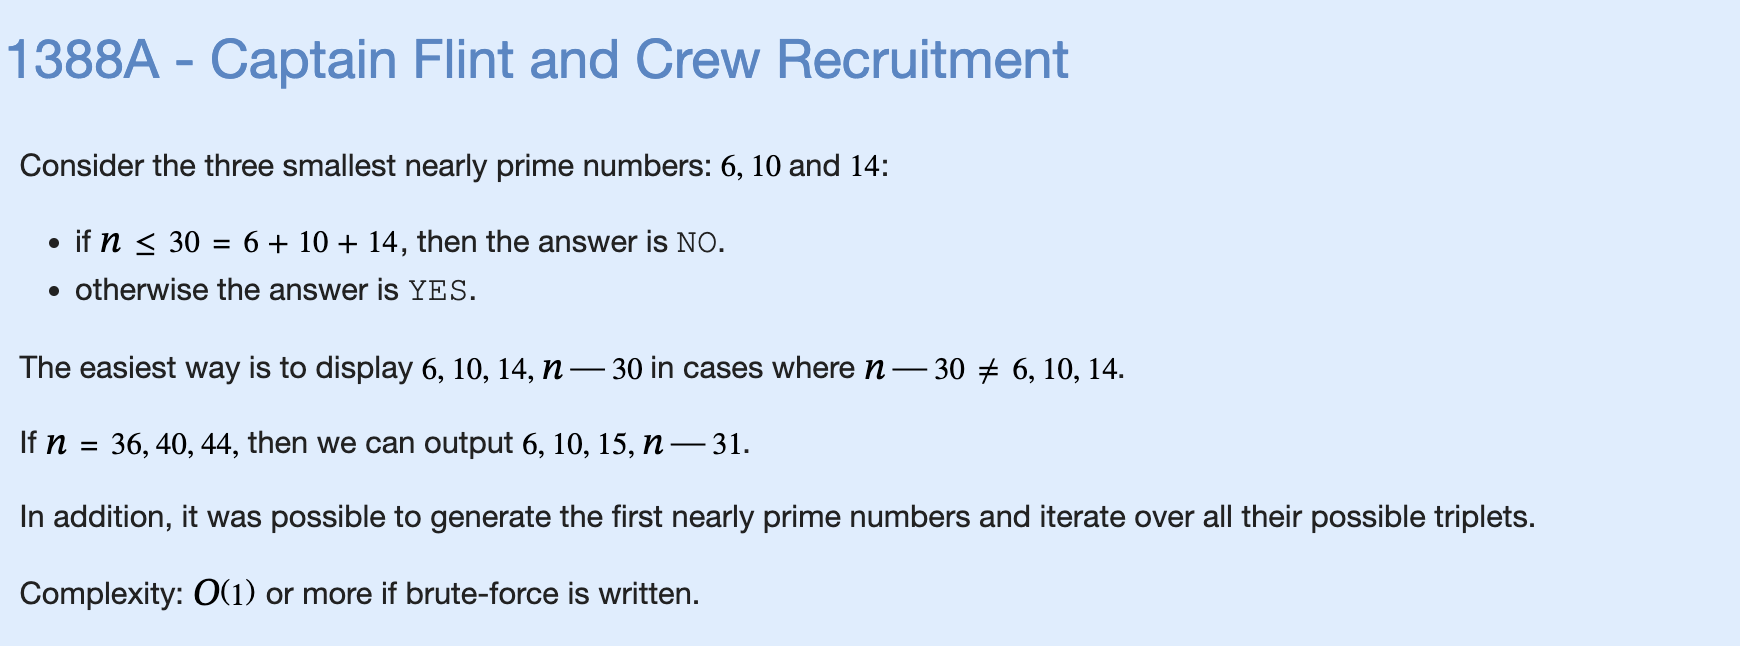 1388A - Captain Flint and Crew Recruitment
Consider the three smallest nearly prime numbers: 6, 10 and 14:
• if n ≤ 30 = 6 + 10 + 14, then the answer is NO.
• otherwise the answer is YES.
The easiest way is to display 6, 10, 14, n — 30 in cases where n — 30 ≠ 6, 10, 14.
If n = 36, 40, 44, then we can output 6, 10, 15, n — 31.
In addition, it was possible to generate the first nearly prime numbers and iterate over all their possible triplets.
Complexity: O(1) or more if brute-force is written.